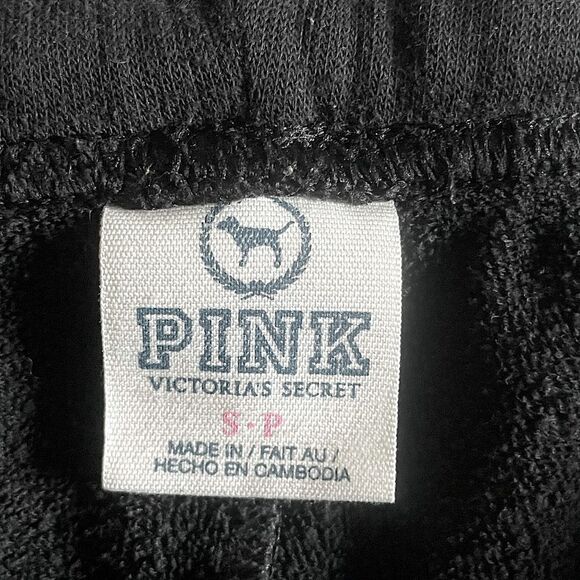 PINK
VICTORIA'S SECRET
S·P
MADE IN / FAIT AU /
HECHO EN CAMBODIA